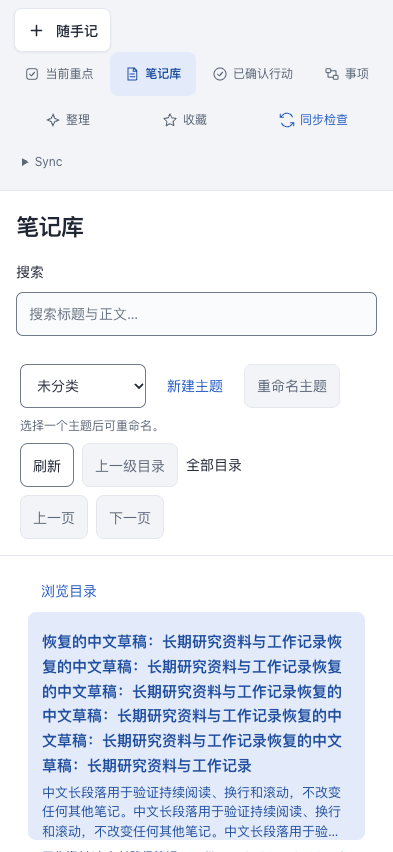 随手记
当前重点
笔记库
已确认行动
事项
整理
收藏
同步检查
Sync
笔记库
搜索
搜索标题与正文...
未分类
新建主题
重命名主题
选择一个主题后可重命名。
刷新
上一级目录
全部目录
上一页
下一页
浏览目录
恢复的中文草稿：长期研究资料与工作记录恢
复的中文草稿：长期研究资料与工作记录恢复
的中文草稿：长期研究资料与工作记录恢复的
中文草稿：长期研究资料与工作记录恢复的中
文草稿：长期研究资料与工作记录恢复的中文
草稿：长期研究资料与工作记录
中文长段落用于验证持续阅读、换行和滚动，不改变
任何其他笔记。中文长段落用于验证持续阅读、换行
和滚动，不改变任何其他笔记。中文长段落用于验...